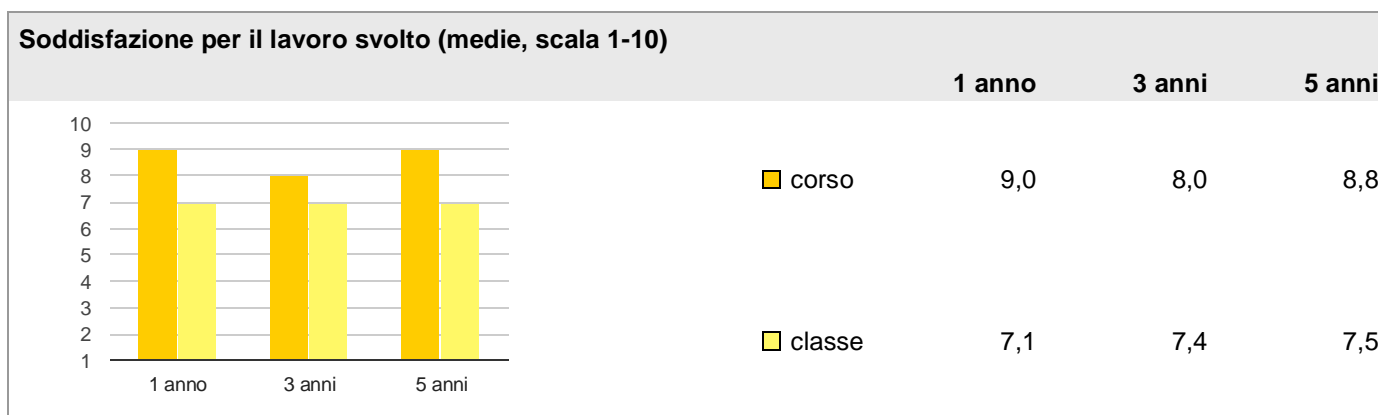 Soddisfazione per il lavoro svolto (medie, scala 1-10)
1 anno 3 anni 5 anni
10
9
8
7
6
5
4
3
2
1
1 anno 3 anni 5 anni
corso 9,0 8,0 8,8
classe 7,1 7,4 7,5